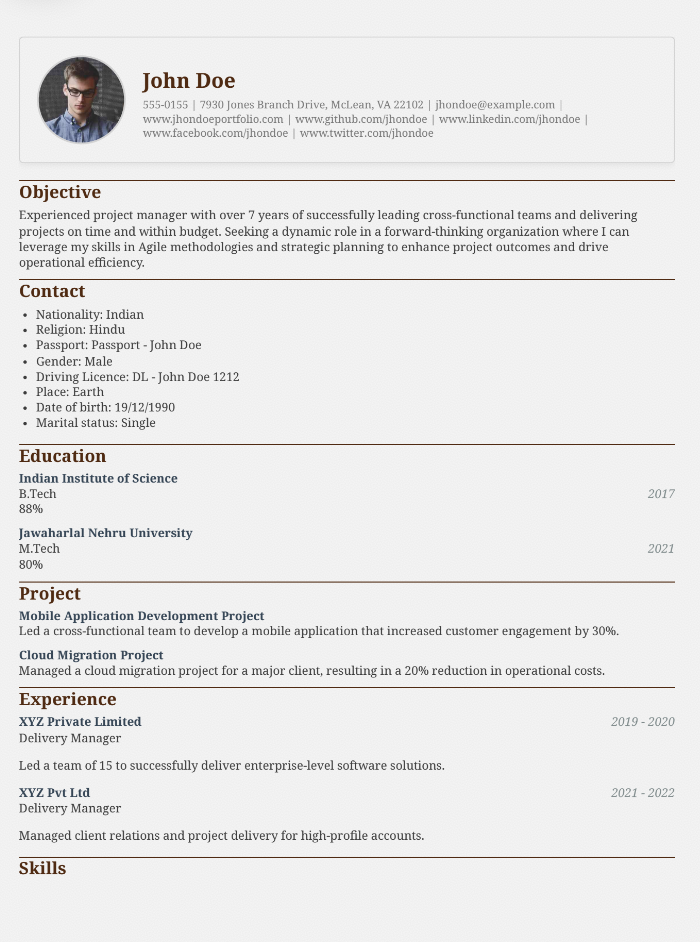 John Doe
555-0155 | 7930 Jones Branch Drive, McLean, VA 22102 | jhondoe@example.com |
www.jhondoeportfolio.com | www.github.com/jhondoe | www.linkedin.com/jhondoe |
www.facebook.com/jhondoe | www.twitter.com/jhondoe
Objective
Experienced project manager with over 7 years of successfully leading cross-functional teams and delivering
projects on time and within budget. Seeking a dynamic role in a forward-thinking organization where I can
leverage my skills in Agile methodologies and strategic planning to enhance project outcomes and drive
operational efficiency.
Contact
• Nationality: Indian
• Religion: Hindu
• Passport: Passport - John Doe
• Gender: Male
• Driving Licence: DL - John Doe 1212
• Place: Earth
• Date of birth: 19/12/1990
• Marital status: Single
Education
Indian Institute of Science
B.Tech 2017
88%
Jawaharlal Nehru University
M.Tech 2021
80%
Project
Mobile Application Development Project
Led a cross-functional team to develop a mobile application that increased customer engagement by 30%.
Cloud Migration Project
Managed a cloud migration project for a major client, resulting in a 20% reduction in operational costs.
Experience
XYZ Private Limited 2019 - 2020
Delivery Manager
Led a team of 15 to successfully deliver enterprise-level software solutions.
XYZ Pvt Ltd 2021 - 2022
Delivery Manager
Managed client relations and project delivery for high-profile accounts.
Skills